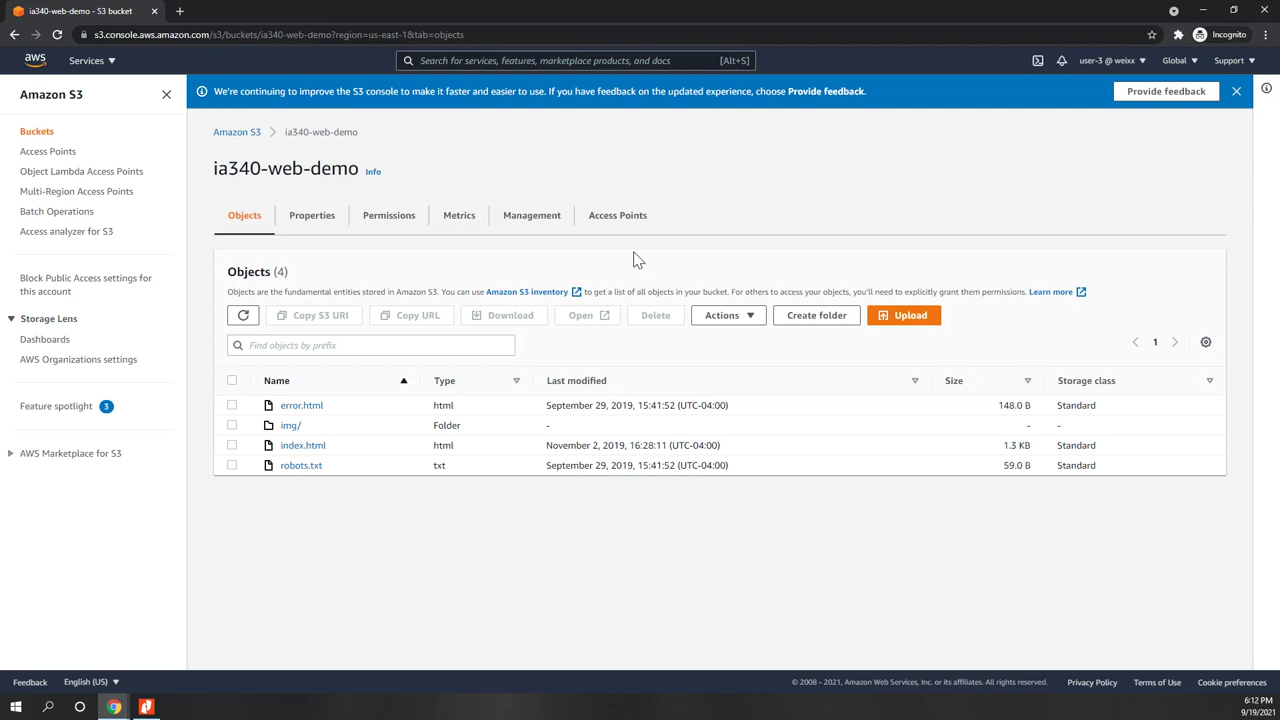 ia340-web-demo - S3 bucket
s3.console.aws.amazon.com/s3/buckets/ia340-web-demo?region=us-east-1&tab=objects
Incognito
aws
Services
Search for services, features, marketplace products, and docs
[Alt+S]
user-3 @ weixx
Global
Support
Amazon S3
We're continuing to improve the S3 console to make it faster and easier to use. If you have feedback on the updated experience, choose Provide feedback.
Provide feedback
Buckets
Access Points
Object Lambda Access Points
Multi-Region Access Points
Batch Operations
Access analyzer for S3
Block Public Access settings for
this account
Storage Lens
Dashboards
AWS Organizations settings
Feature spotlight 3
AWS Marketplace for S3
Amazon S3
ia340-web-demo
ia340-web-demo Info
Objects
Properties
Permissions
Metrics
Management
Access Points
Objects (4)
Objects are the fundamental entities stored in Amazon S3. You can use Amazon S3 inventory to get a list of all objects in your bucket. For others to access your objects, you'll need to explicitly grant them permissions. Learn more
Copy S3 URI
Copy URL
Download
Open
Delete
Actions
Create folder
Upload
Find objects by prefix
1
Name Type Last modified Size Storage class
error.html html September 29, 2019, 15:41:52 (UTC-04:00) 148.0 B Standard
img/ Folder - - -
index.html html November 2, 2019, 16:28:11 (UTC-04:00) 1.3 KB Standard
robots.txt txt September 29, 2019, 15:41:52 (UTC-04:00) 59.0 B Standard
Feedback
English (US)
© 2008 - 2021, Amazon Web Services, Inc. or its affiliates. All rights reserved.
Privacy Policy
Terms of Use
Cookie preferences
6:12 PM
9/19/2021